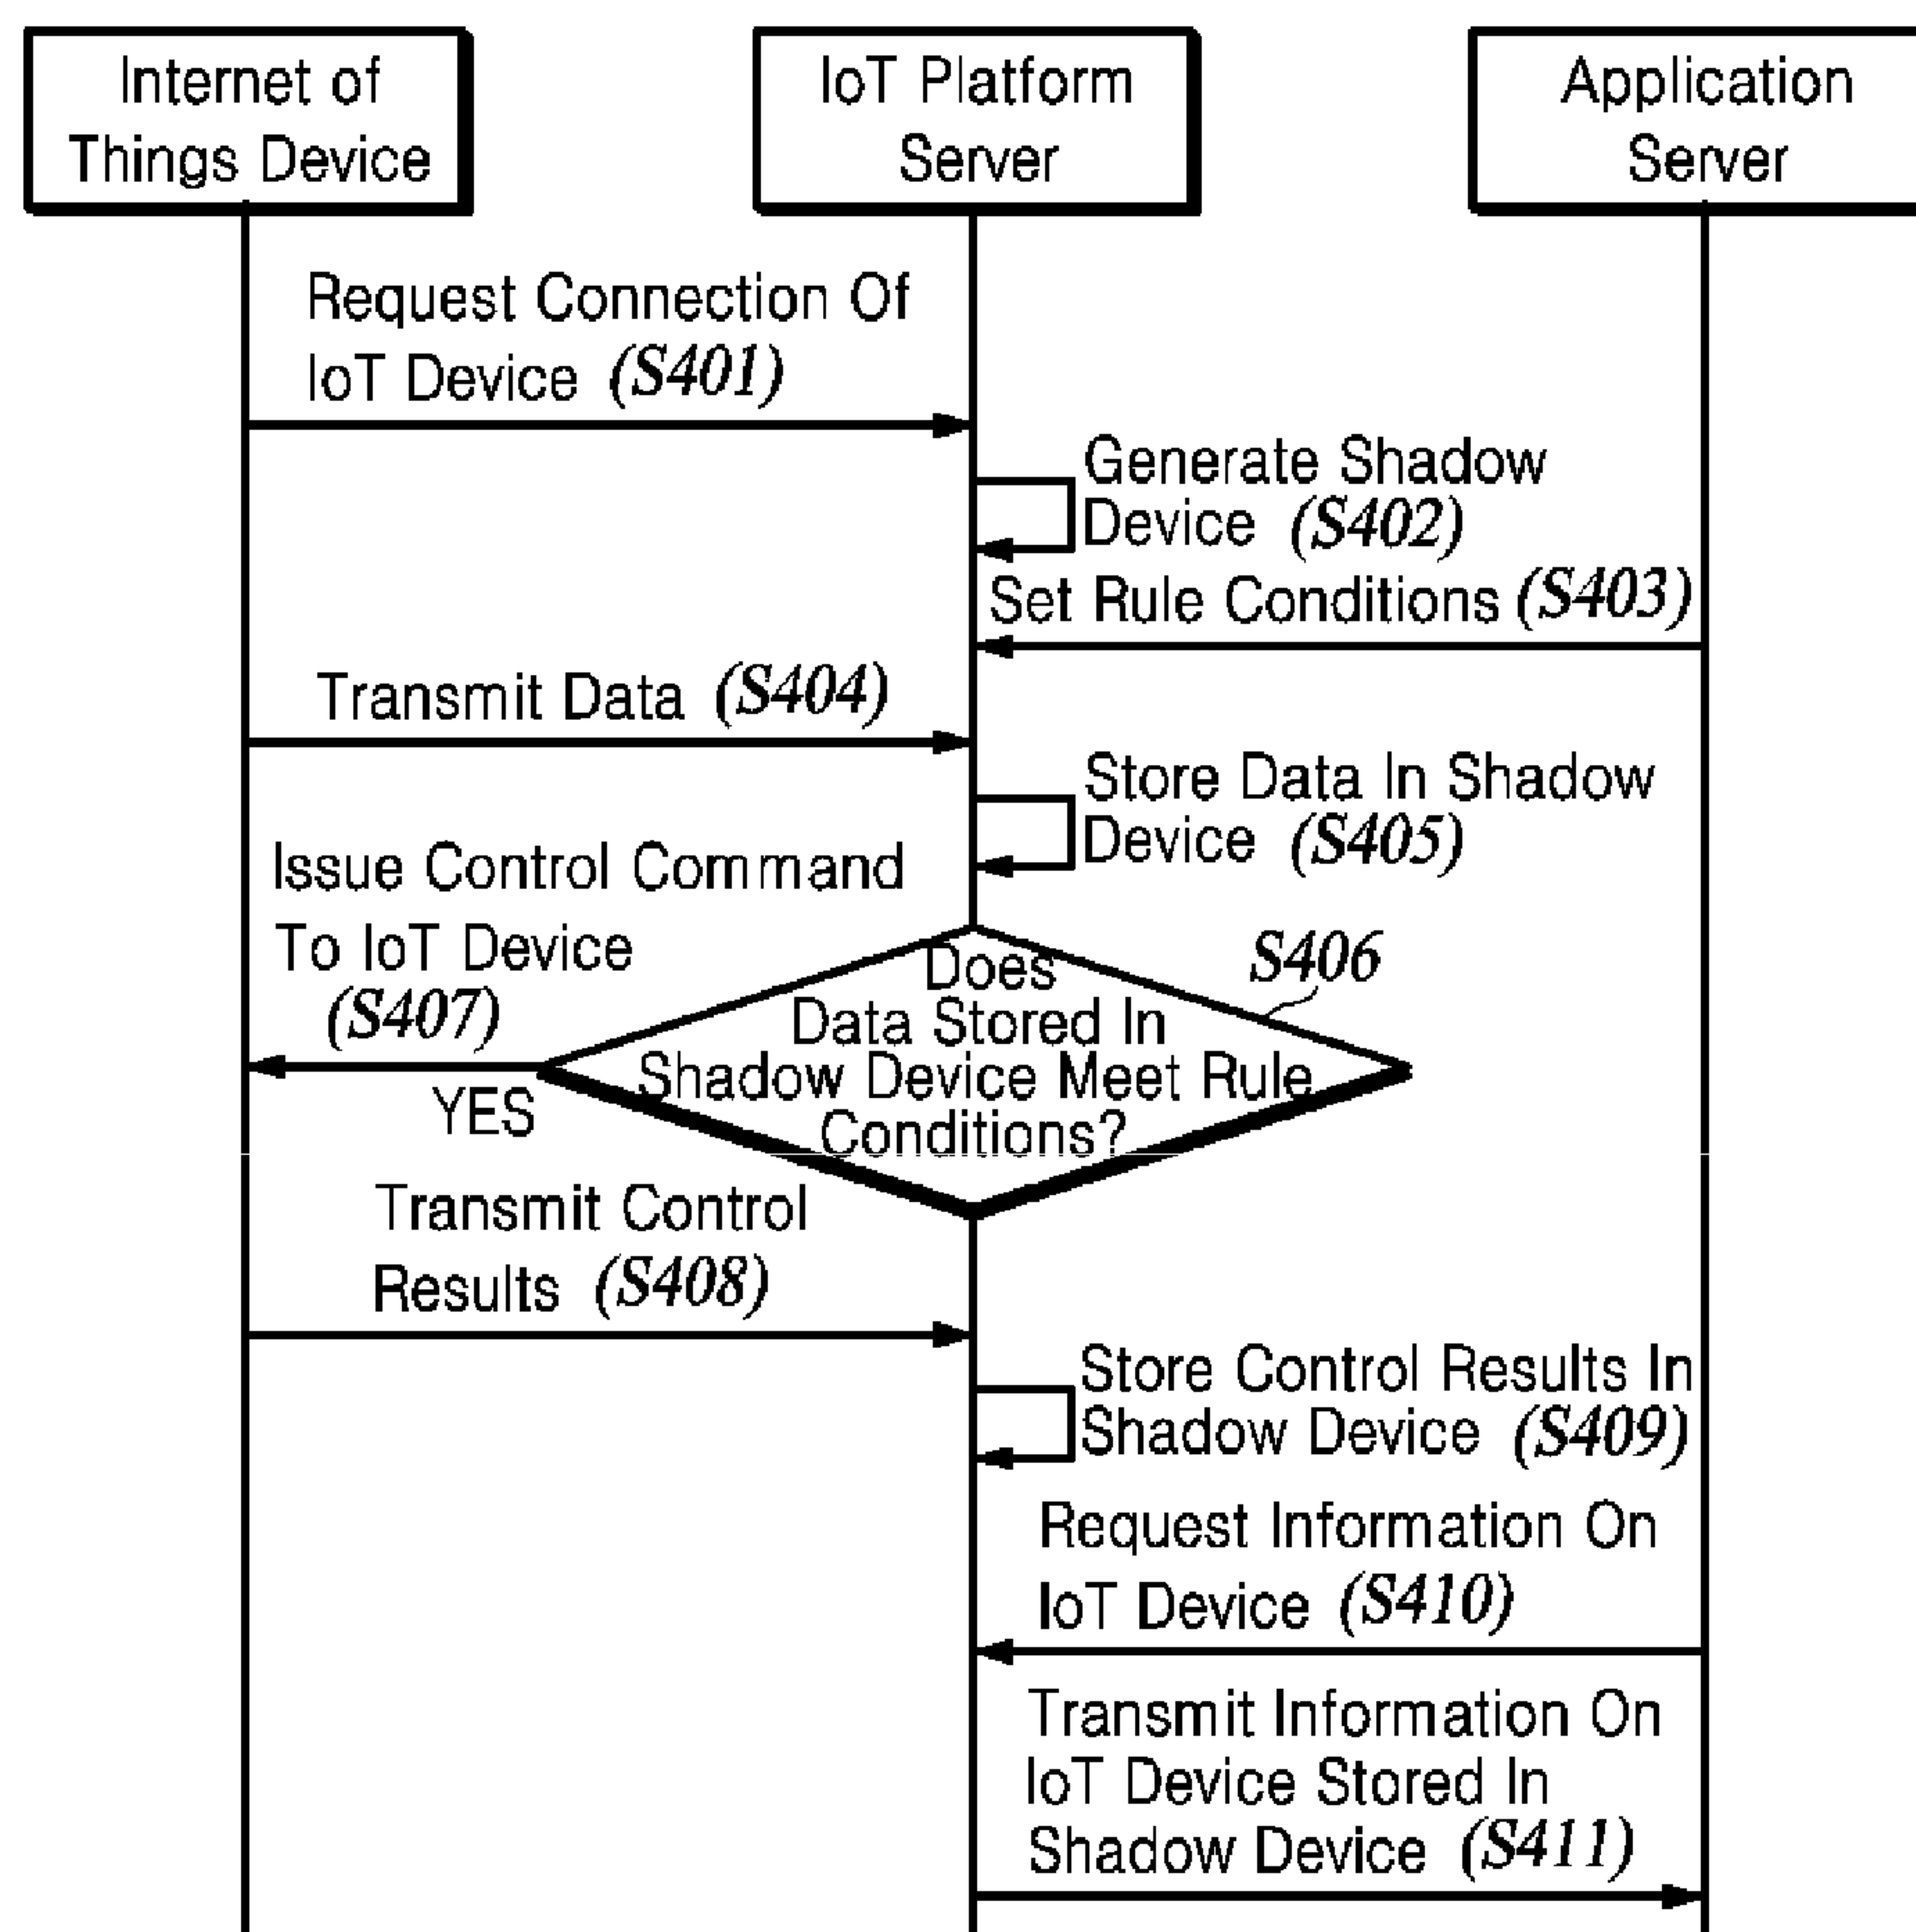 Internet of
Things Device
IoT Platform
Server
Application
Server
Request Connection Of
IoT Device (S401)
Generate Shadow
Device (S402)
Set Rule Conditions (S403)
Transmit Data (S404)
Store Data In Shadow
Device (S405)
Issue Control Command
To IoT Device
(S407)
S406
Does
Data Stored In
Shadow Device Meet Rule
Conditions?
YES
Transmit Control
Results (S408)
Store Control Results In
Shadow Device (S409)
Request Information On
IoT Device (S410)
Transmit Information On
IoT Device Stored In
Shadow Device (S411)